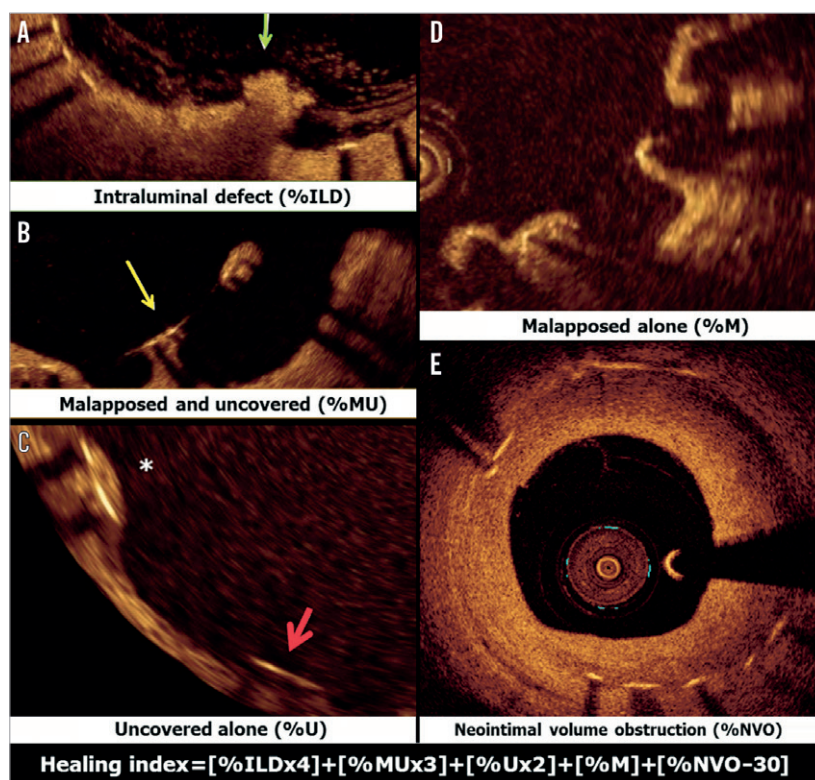 A
Intraluminal defect (%ILD)
B
Malapposed and uncovered (%MU)
C
*
Uncovered alone (%U)
D
Malapposed alone (%M)
E
Neointimal volume obstruction (%NVO)
Healing index=[%ILDx4]+[%MUx3]+[%Ux2]+[%M]+[%NVO–30]